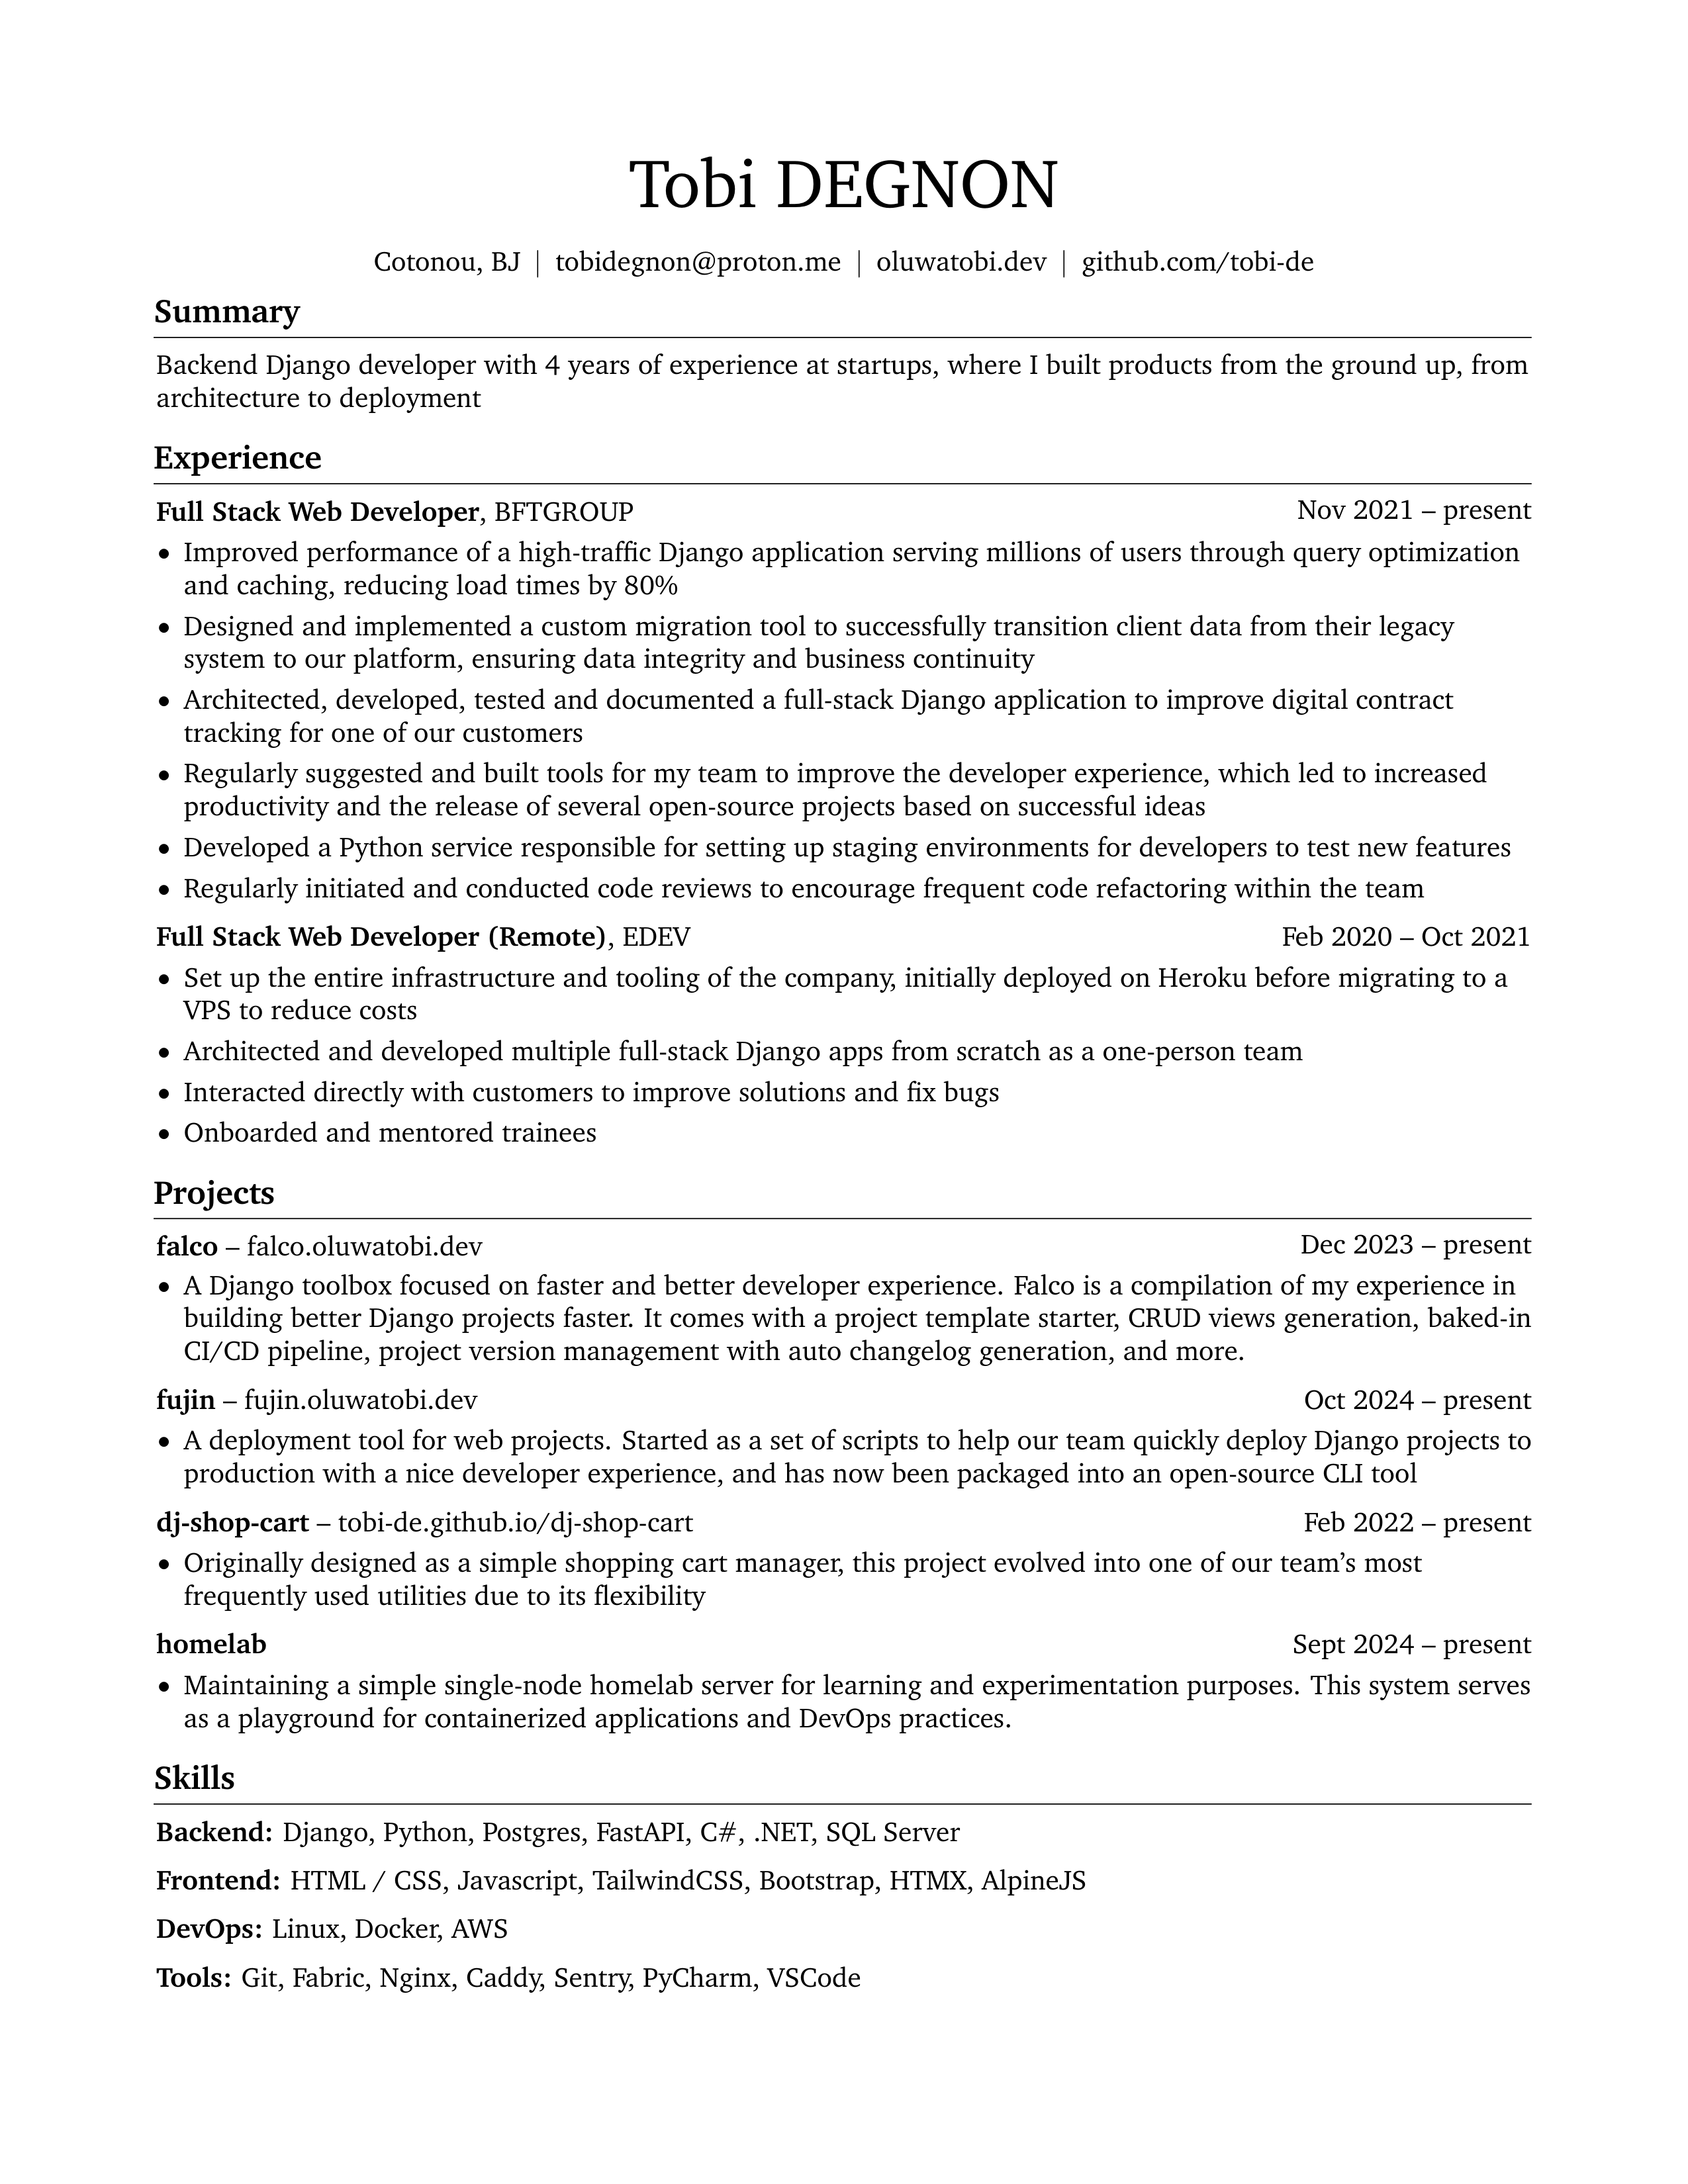 Tobi DEGNON
Cotonou, BJ | tobidegnon@proton.me | oluwatobi.dev | github.com/tobi-de
Summary
Backend Django developer with 4 years of experience at startups, where I built products from the ground up, from
architecture to deployment
Experience
Full Stack Web Developer, BFTGROUP Nov 2021 – present
• Improved performance of a high-traffic Django application serving millions of users through query optimization
and caching, reducing load times by 80%
• Designed and implemented a custom migration tool to successfully transition client data from their legacy
system to our platform, ensuring data integrity and business continuity
• Architected, developed, tested and documented a full-stack Django application to improve digital contract
tracking for one of our customers
• Regularly suggested and built tools for my team to improve the developer experience, which led to increased
productivity and the release of several open-source projects based on successful ideas
• Developed a Python service responsible for setting up staging environments for developers to test new features
• Regularly initiated and conducted code reviews to encourage frequent code refactoring within the team
Full Stack Web Developer (Remote), EDEV Feb 2020 – Oct 2021
• Set up the entire infrastructure and tooling of the company, initially deployed on Heroku before migrating to a
VPS to reduce costs
• Architected and developed multiple full-stack Django apps from scratch as a one-person team
• Interacted directly with customers to improve solutions and fix bugs
• Onboarded and mentored trainees
Projects
falco – falco.oluwatobi.dev Dec 2023 – present
• A Django toolbox focused on faster and better developer experience. Falco is a compilation of my experience in
building better Django projects faster. It comes with a project template starter, CRUD views generation, baked-in
CI/CD pipeline, project version management with auto changelog generation, and more.
fujin – fujin.oluwatobi.dev Oct 2024 – present
• A deployment tool for web projects. Started as a set of scripts to help our team quickly deploy Django projects to
production with a nice developer experience, and has now been packaged into an open-source CLI tool
dj-shop-cart – tobi-de.github.io/dj-shop-cart Feb 2022 – present
• Originally designed as a simple shopping cart manager, this project evolved into one of our team’s most
frequently used utilities due to its flexibility
homelab Sept 2024 – present
• Maintaining a simple single-node homelab server for learning and experimentation purposes. This system serves
as a playground for containerized applications and DevOps practices.
Skills
Backend: Django, Python, Postgres, FastAPI, C#, .NET, SQL Server
Frontend: HTML / CSS, Javascript, TailwindCSS, Bootstrap, HTMX, AlpineJS
DevOps: Linux, Docker, AWS
Tools: Git, Fabric, Nginx, Caddy, Sentry, PyCharm, VSCode